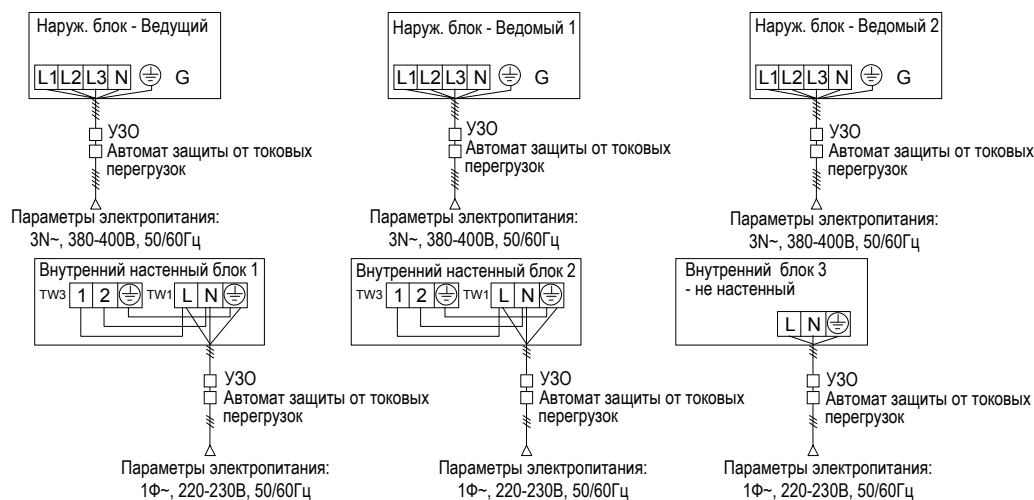 Наруж. блок - Ведущий
L1 L2 L3 N G
УЗО
Автомат защиты от токовых
перегрузок
Параметры электропитания:
3N~, 380-400В, 50/60Гц
Наруж. блок - Ведомый 1
L1 L2 L3 N G
УЗО
Автомат защиты от токовых
перегрузок
Параметры электропитания:
3N~, 380-400В, 50/60Гц
Наруж. блок - Ведомый 2
L1 L2 L3 N G
УЗО
Автомат защиты от токовых
перегрузок
Параметры электропитания:
3N~, 380-400В, 50/60Гц
Внутренний настенный блок 1
TW3 1 2 TW1 L N
УЗО
Автомат защиты от токовых
перегрузок
Параметры электропитания:
1Ф~, 220-230В, 50/60Гц
Внутренний настенный блок 2
TW3 1 2 TW1 L N
УЗО
Автомат защиты от токовых
перегрузок
Параметры электропитания:
1Ф~, 220-230В, 50/60Гц
Внутренний блок 3
- не настенный
L N
УЗО
Автомат защиты от токовых
перегрузок
Параметры электропитания:
1Ф~, 220-230В, 50/60Гц